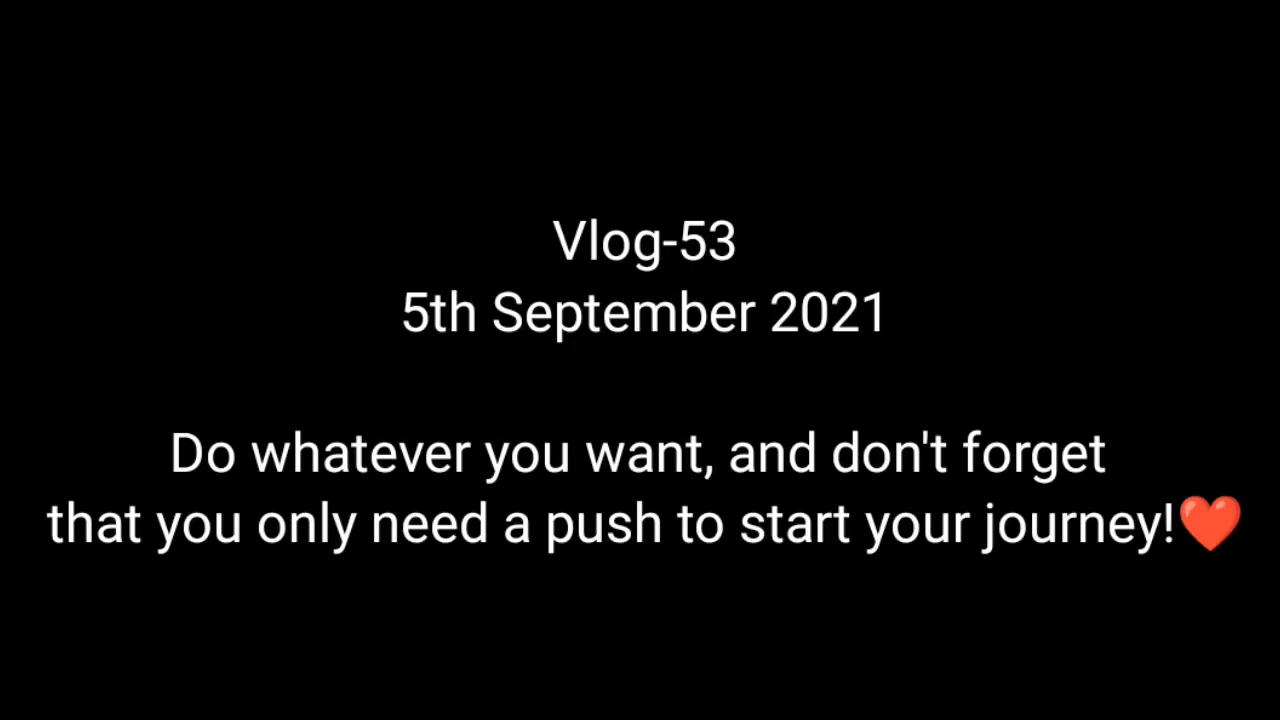 Vlog-53
5th September 2021
Do whatever you want, and don't forget
that you only need a push to start your journey!❤️